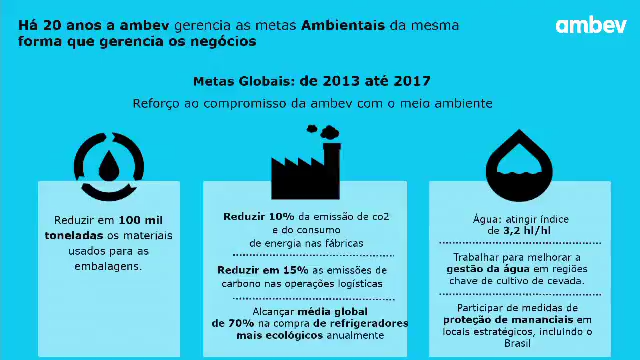 Há 20 anos a ambev gerencia as metas Ambientais da mesma
forma que gerencia os negócios
ambev
Metas Globais: de 2013 até 2017
Reforço ao compromisso da ambev com o meio ambiente
Reduzir em 100 mil
toneladas os materiais
usados para as
embalagens.
Reduzir 10% da emissão de co2
e do consumo
de energia nas fábricas
Reduzir em 15% as emissões de
carbono nas operações logísticas
Alcançar média global
de 70% na compra de refrigeradores
mais ecológicos anualmente
Água: atingir índice
de 3,2 hl/hl
Trabalhar para melhorar a
gestão da água em regiões
chave de cultivo de cevada.
Participar de medidas de
proteção de mananciais em
locais estratégicos, incluindo o
Brasil